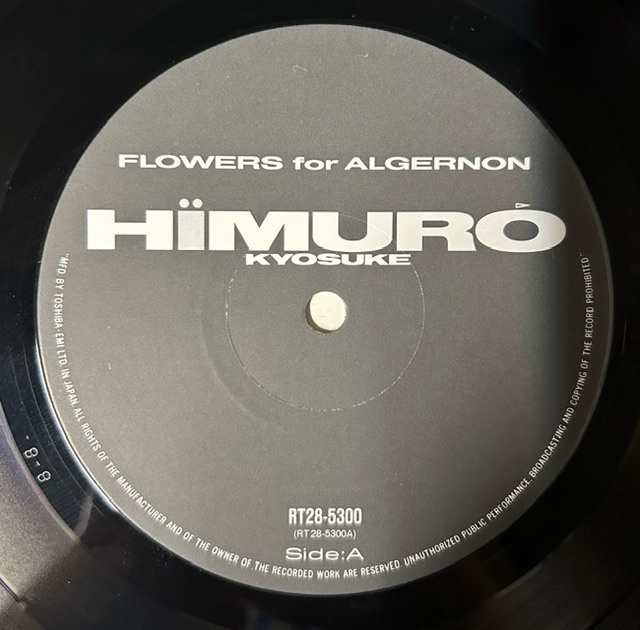 FLOWERS for ALGERNON
HÏMURÓ
KYOSUKE
RT28-5300
(RT28-5300A)
Side:A
"MFD BY TOSHIBA-EMI LTD. IN JAPAN ALL RIGHTS OF THE MANUFACTURER AND OF THE OWNER OF THE RECORDED WORK ARE RESERVED UNAUTHORIZED PUBLIC PERFORMANCE, BROADCASTING AND COPYING OF THE RECORD PROHIBITED"
-8-8